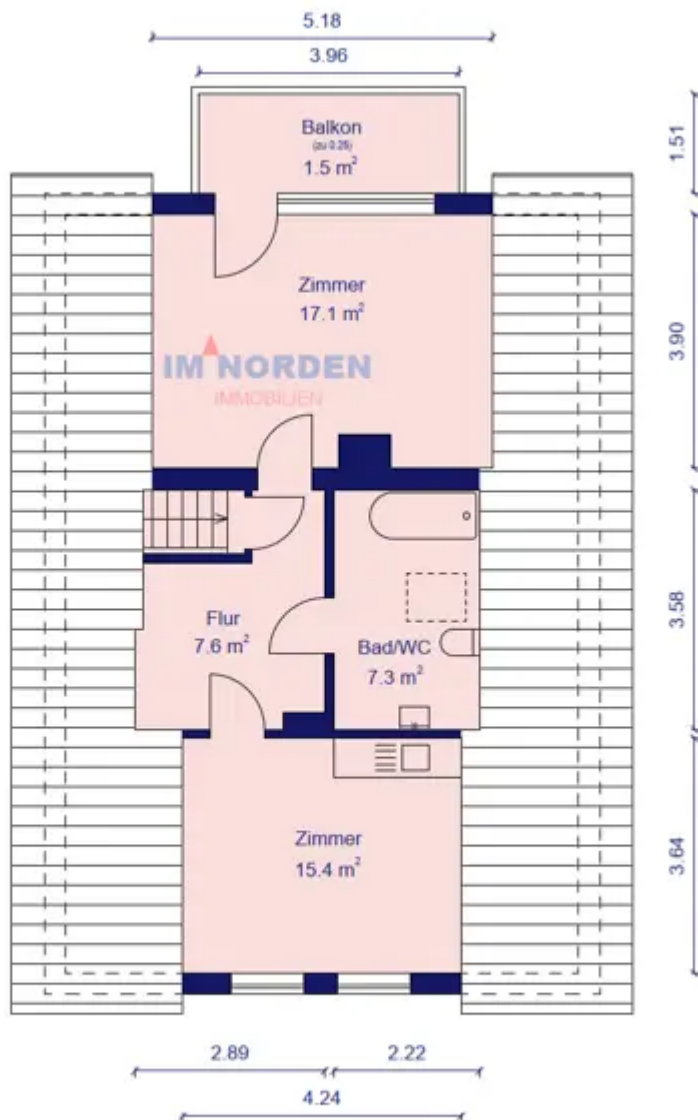 5.18
3.96
Balkon
(zu 0.25)
1.5 m²
1.51
Zimmer
17.1 m²
3.90
IM NORDEN
IMMOBILIEN
Flur
7.6 m²
Bad/WC
7.3 m²
3.58
Zimmer
15.4 m²
3.64
2.89
2.22
4.24